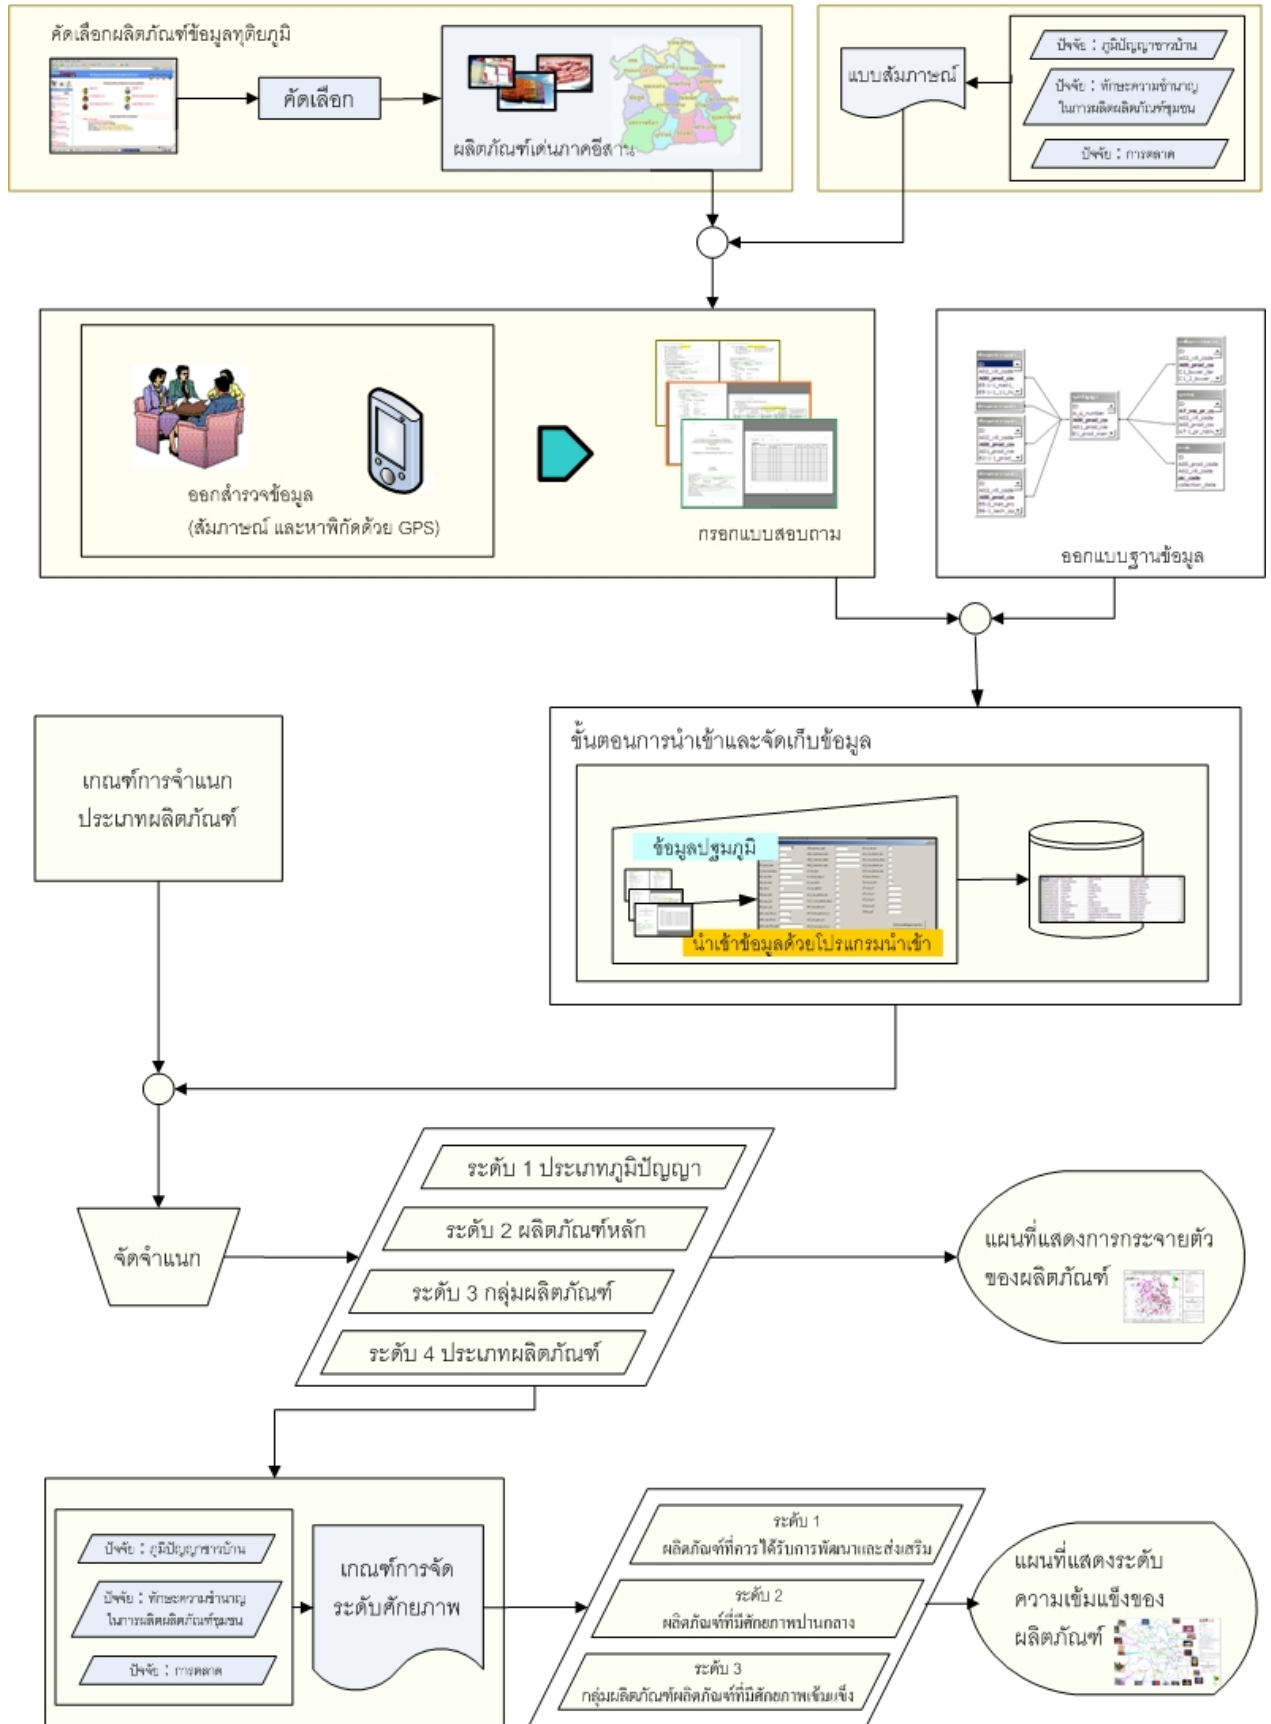 คัดเลือกผลิตภัณฑ์ข้อมูลทุติยภูมิ
คัดเลือก
ผลิตภัณฑ์เด่นภาคอีสาน
แบบสัมภาษณ์
ปัจจัย : ภูมิปัญญาชาวบ้าน
ปัจจัย : ทักษะความชำนาญ
ในการผลิตผลิตภัณฑ์ชุมชน
ปัจจัย : การตลาด
ออกสำรวจข้อมูล
(สัมภาษณ์ และหาพิกัดด้วย GPS)
กรอกแบบสอบถาม
ออกแบบฐานข้อมูล
เกณฑ์การจำแนก
ประเภทผลิตภัณฑ์
ขั้นตอนการนำเข้าและจัดเก็บข้อมูล
ข้อมูลปฐมภูมิ
นำเข้าข้อมูลด้วยโปรแกรมนำเข้า
จัดจำแนก
ระดับ 1 ประเภทภูมิปัญญา
ระดับ 2 ผลิตภัณฑ์หลัก
ระดับ 3 กลุ่มผลิตภัณฑ์
ระดับ 4 ประเภทผลิตภัณฑ์
แผนที่แสดงการกระจายตัว
ของผลิตภัณฑ์
ปัจจัย : ภูมิปัญญาชาวบ้าน
ปัจจัย : ทักษะความชำนาญ
ในการผลิตผลิตภัณฑ์ชุมชน
ปัจจัย : การตลาด
เกณฑ์การจัด
ระดับศักยภาพ
ระดับ 1
ผลิตภัณฑ์ที่ควรได้รับการพัฒนาและส่งเสริม
ระดับ 2
ผลิตภัณฑ์ที่มีศักยภาพปานกลาง
ระดับ 3
กลุ่มผลิตภัณฑ์ผลิตภัณฑ์ที่มีศักยภาพเข้มแข็ง
แผนที่แสดงระดับ
ความเข้มแข็งของ
ผลิตภัณฑ์